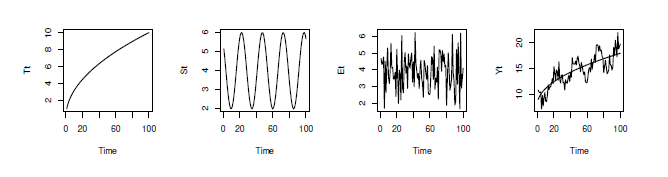 Tt
2 4 6 8 10
0 20 60 100
Time
St
2 3 4 5 6
0 20 60 100
Time
Et
2 3 4 5 6
0 20 60 100
Time
Yt
10 15 20
0 20 60 100
Time